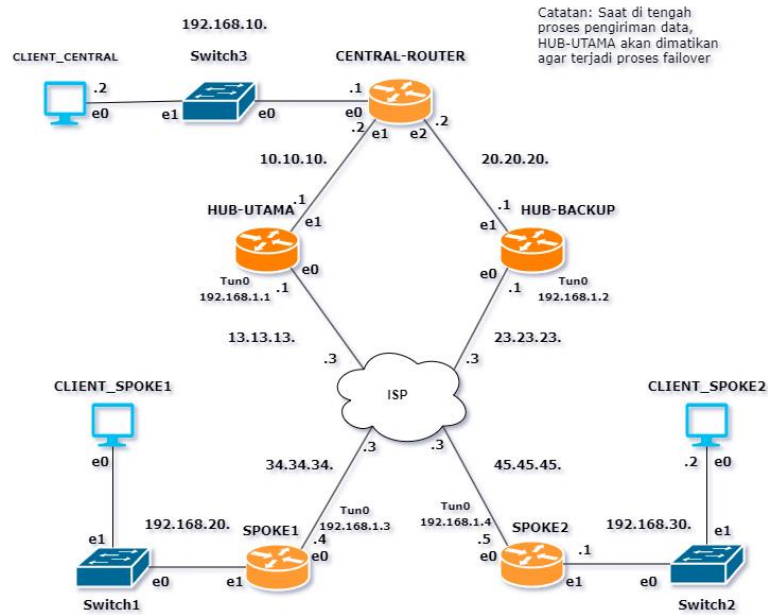 Catatan: Saat di tengah
proses pengiriman data,
HUB-UTAMA akan dimatikan
agar terjadi proses failover
192.168.10.
CLIENT_CENTRAL
Switch3
CENTRAL-ROUTER
.2
e0
e1
e0
.1
e0
.2
e1
e2
.2
10.10.10.
20.20.20.
HUB-UTAMA
.1
e1
.1
e1
HUB-BACKUP
e0
e0
Tun0
192.168.1.1
.1
.1
Tun0
192.168.1.2
13.13.13.
23.23.23.
.3
.3
ISP
CLIENT_SPOKE1
CLIENT_SPOKE2
.3
.3
e0
.2
e0
34.34.34.
45.45.45.
Tun0
192.168.1.3
Tun0
192.168.1.4
e1
192.168.20.
SPOKE1
.4
e0
.5
e0
SPOKE2
.1
192.168.30.
e1
e0
e1
e1
e0
Switch1
Switch2